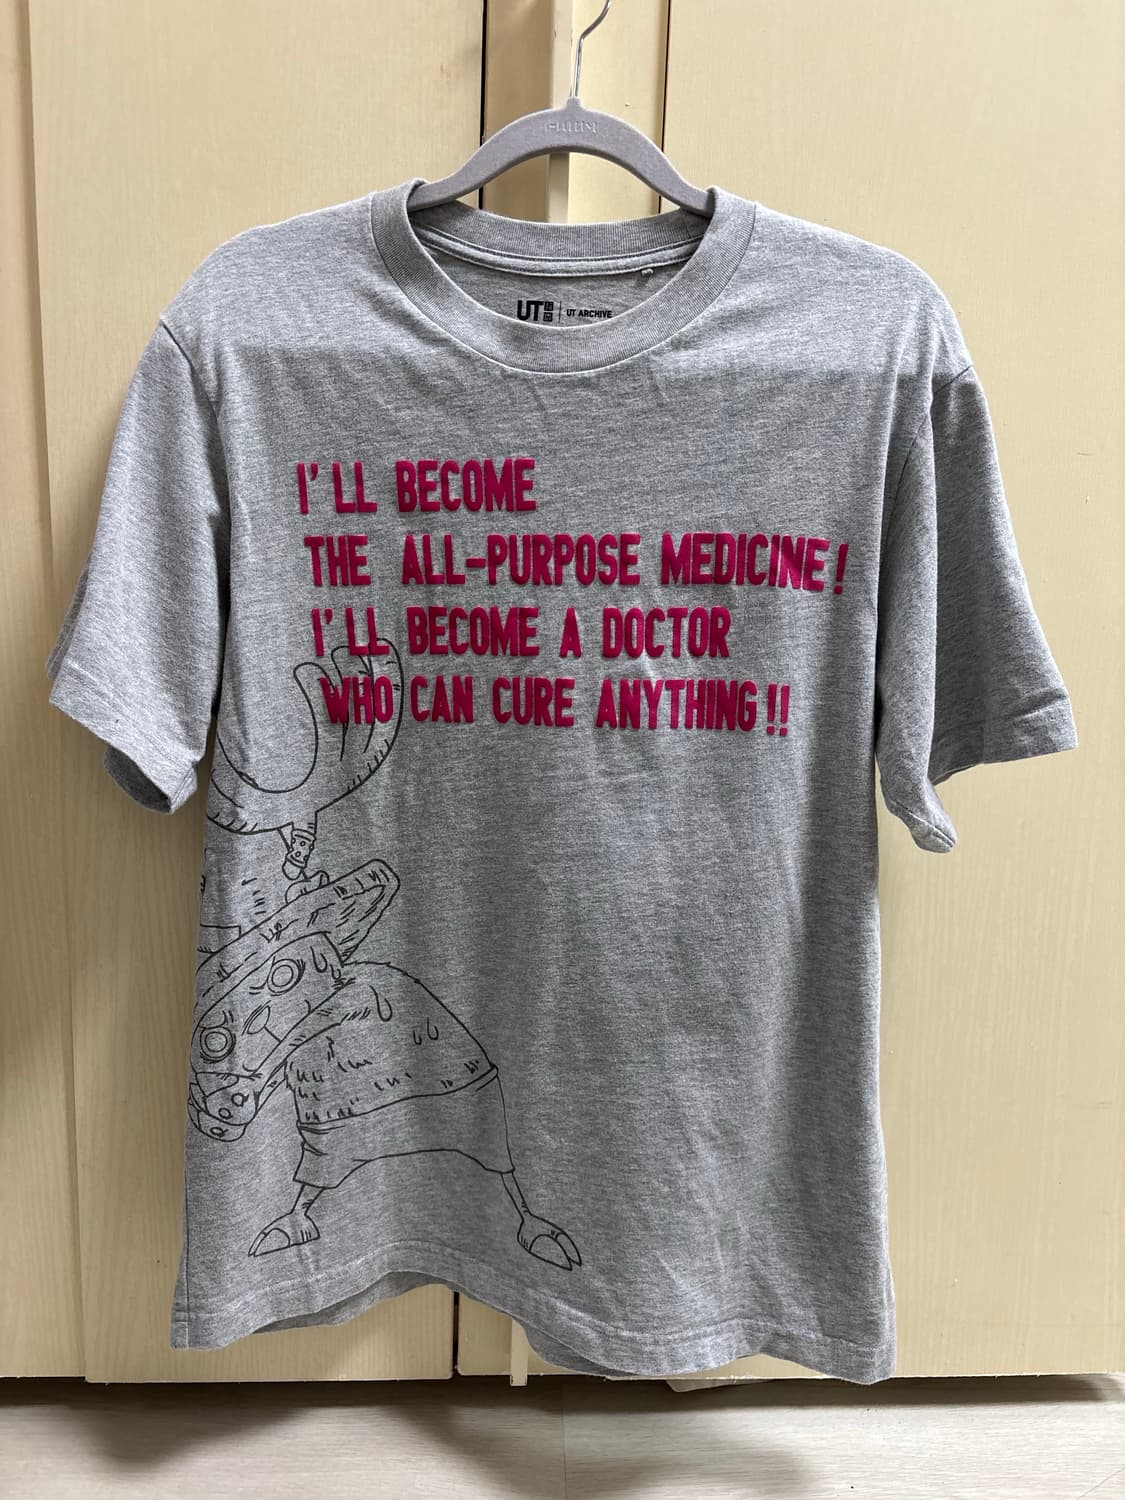 UT | UT ARCHIVE
I'LL BECOME
THE ALL-PURPOSE MEDICINE!
I'LL BECOME A DOCTOR
WHO CAN CURE ANYTHING!!